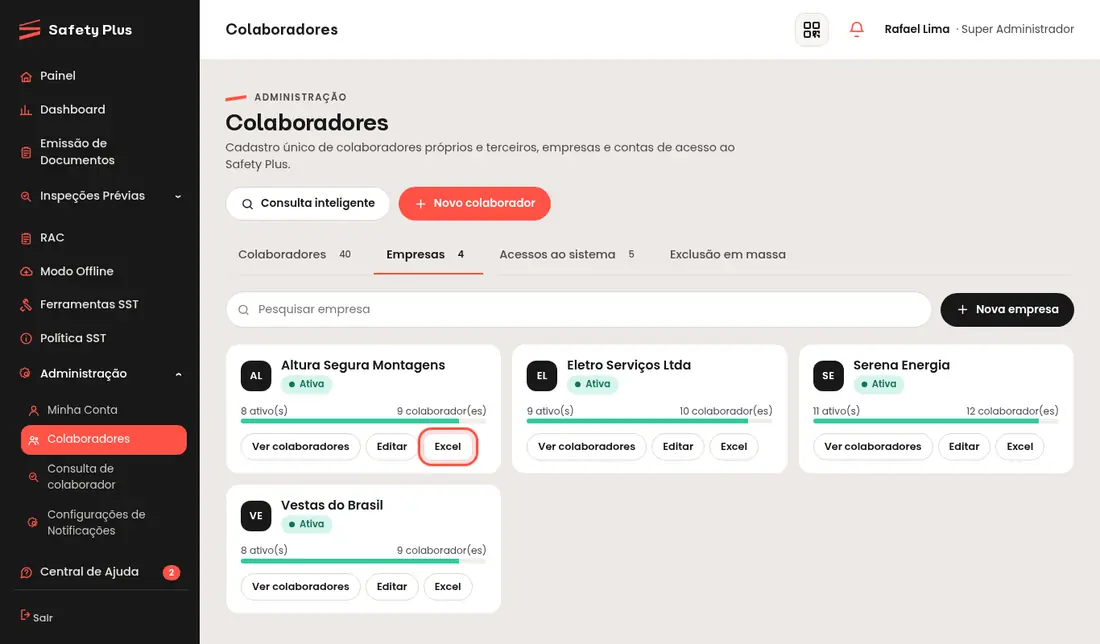 Safety Plus
Painel
Dashboard
Emissão de
Documentos
Inspeções Prévias
RAC
Modo Offline
Ferramentas SST
Política SST
Administração
Minha Conta
Colaboradores
Consulta de
colaborador
Configurações de
Notificações
Central de Ajuda 2
Sair
Colaboradores
Rafael Lima · Super Administrador
ADMINISTRAÇÃO
Colaboradores
Cadastro único de colaboradores próprios e terceiros, empresas e contas de acesso ao
Safety Plus.
Consulta inteligente
+ Novo colaborador
Colaboradores 40 Empresas 4 Acessos ao sistema 5 Exclusão em massa
Pesquisar empresa
+ Nova empresa
AL
Altura Segura Montagens
Ativa
8 ativo(s) 9 colaborador(es)
Ver colaboradores Editar Excel
EL
Eletro Serviços Ltda
Ativa
9 ativo(s) 10 colaborador(es)
Ver colaboradores Editar Excel
SE
Serena Energia
Ativa
11 ativo(s) 12 colaborador(es)
Ver colaboradores Editar Excel
VE
Vestas do Brasil
Ativa
8 ativo(s) 9 colaborador(es)
Ver colaboradores Editar Excel